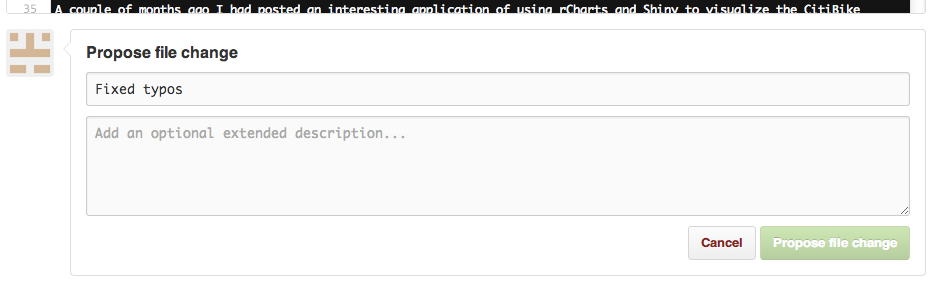 35 A couple of months ago I had posted an interesting application of using rCharts and Shiny to visualize the CitiBike
Propose file change
Fixed typos
Add an optional extended description...
Cancel Propose file change